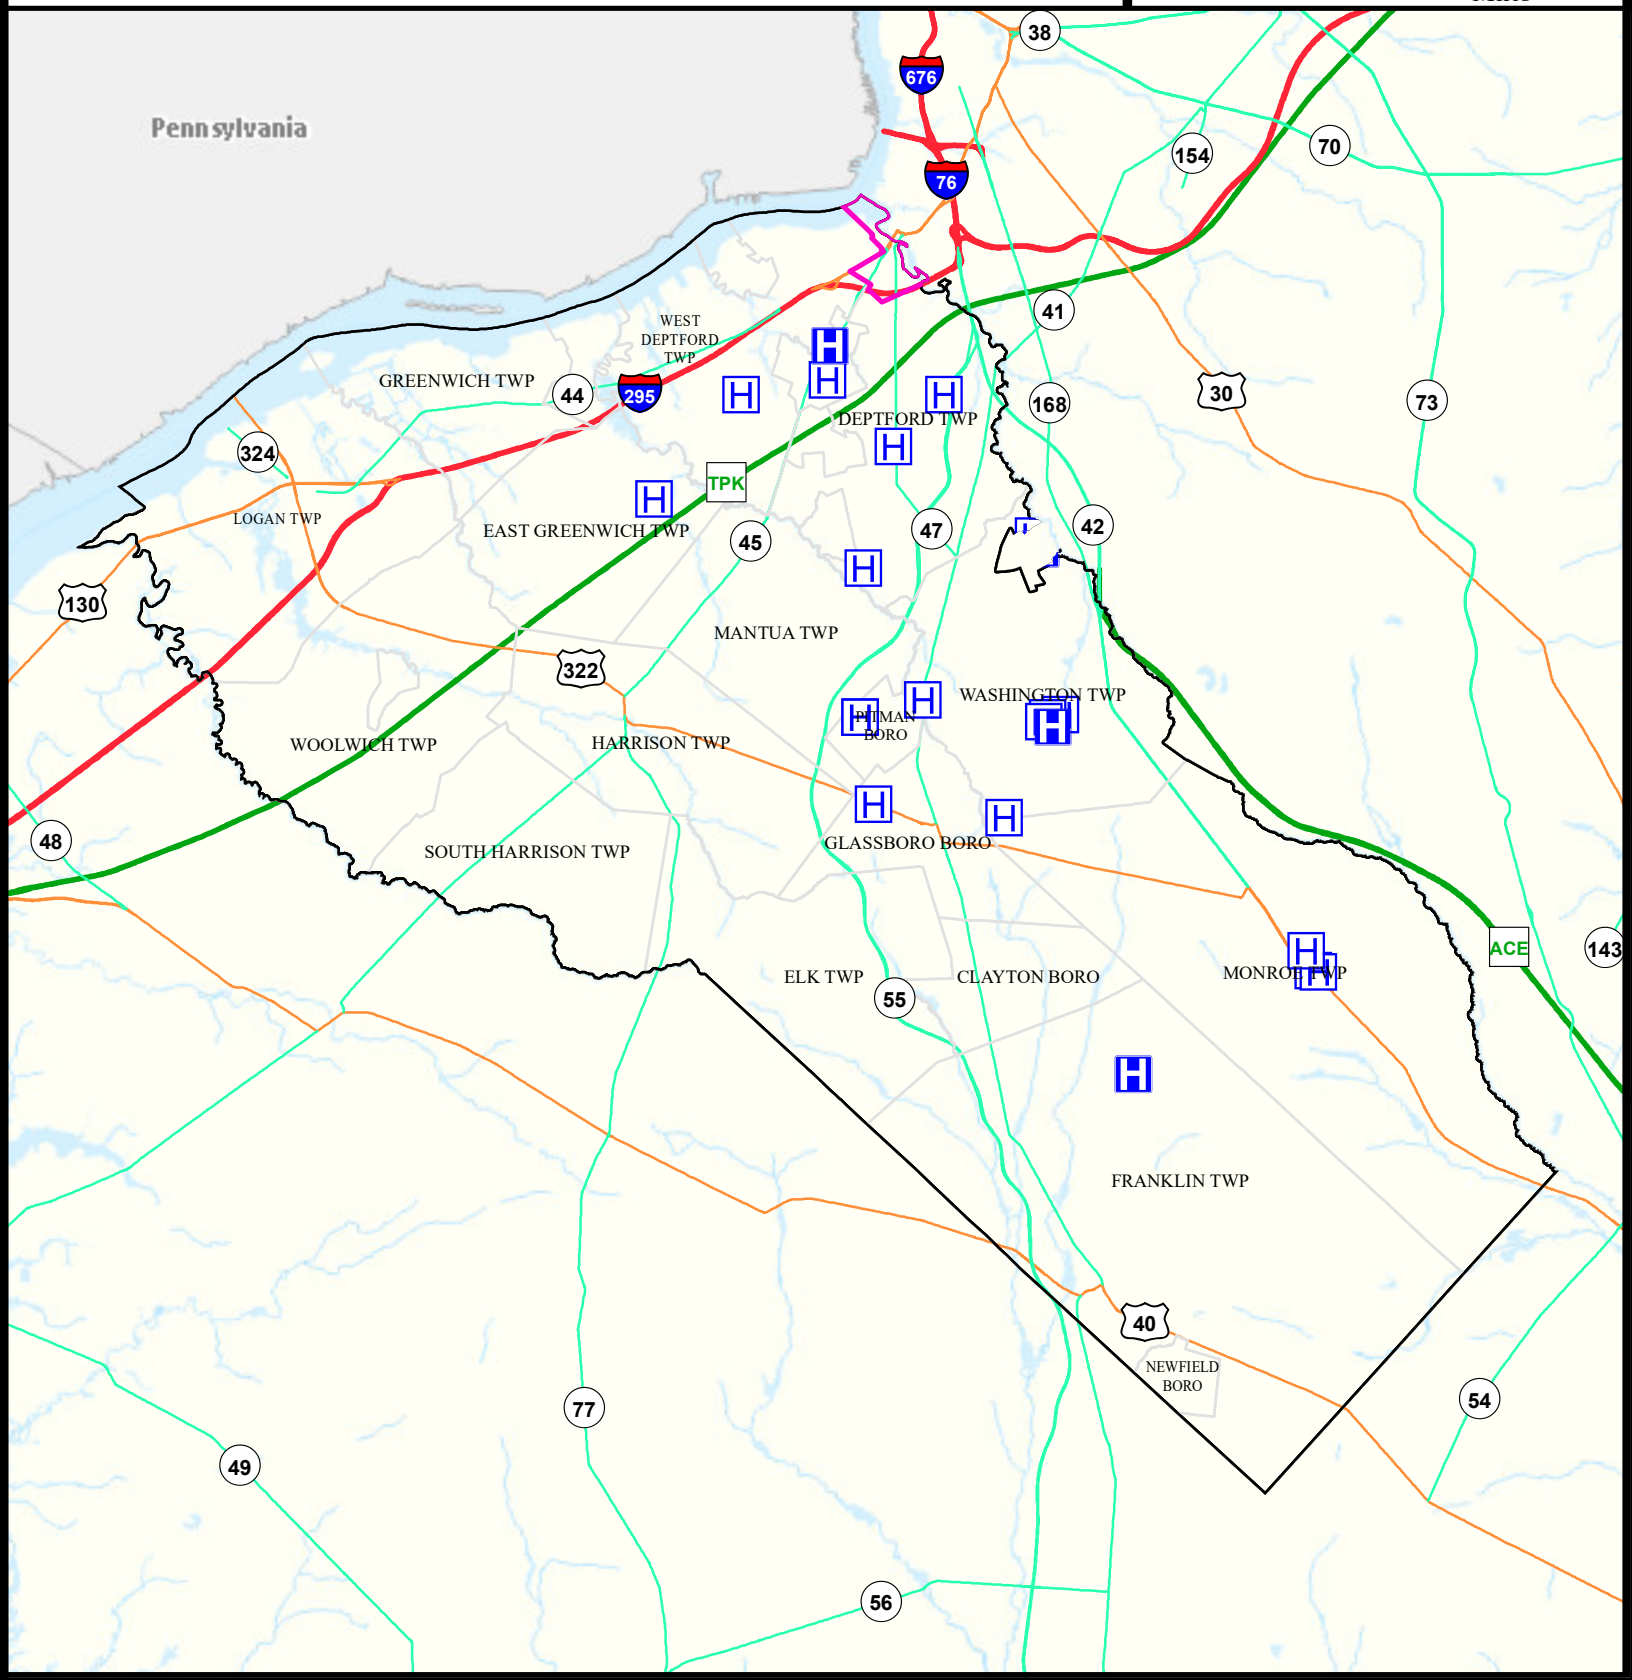 38
676
Pennsylvania
154
70
76
41
WEST
DEPTFORD
TWP
H
GREENWICH TWP
44
295
H
H
H
168
30
73
DEPTFORD TWP
324
H
TPK
H
LOGAN TWP
EAST GREENWICH TWP
45
47
42
H
130
MANTUA TWP
322
WASHINGTON TWP
H
H
PITMAN
BORO
H
WOOLWICH TWP
HARRISON TWP
H
H
48
GLASSBORO BORO
SOUTH HARRISON TWP
H
ACE
143
ELK TWP
CLAYTON BORO
MONROE TWP
H
55
H
FRANKLIN TWP
40
NEWFIELD
BORO
54
77
49
56